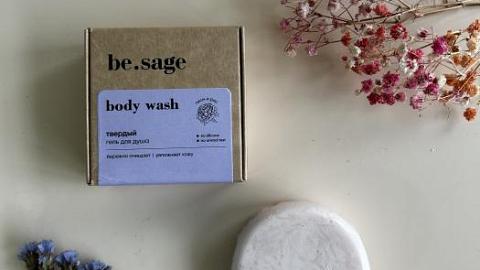 be.sage
body wash
твердый
гель для душа
бережно очищает | увлажняет кожу